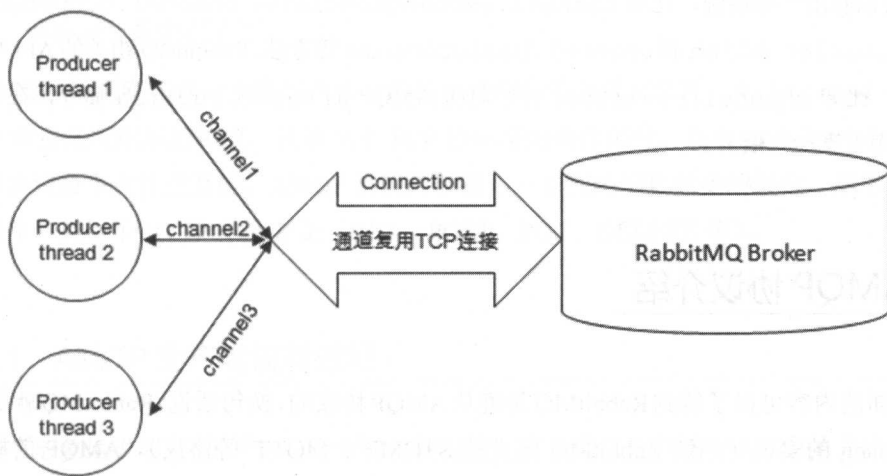 Producer
thread 1
channel1
Connection
Producer
thread 2
channel2
通道复用TCP连接
RabbitMQ Broker
channel3
Producer
thread 3